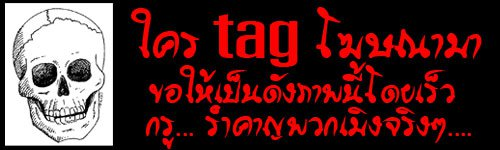 ใคร tag โฆษณามา
ขอให้เป็นดังภาพนี้โดยเร็ว
กรู... รำคาญพวกเมิงจริงๆ....